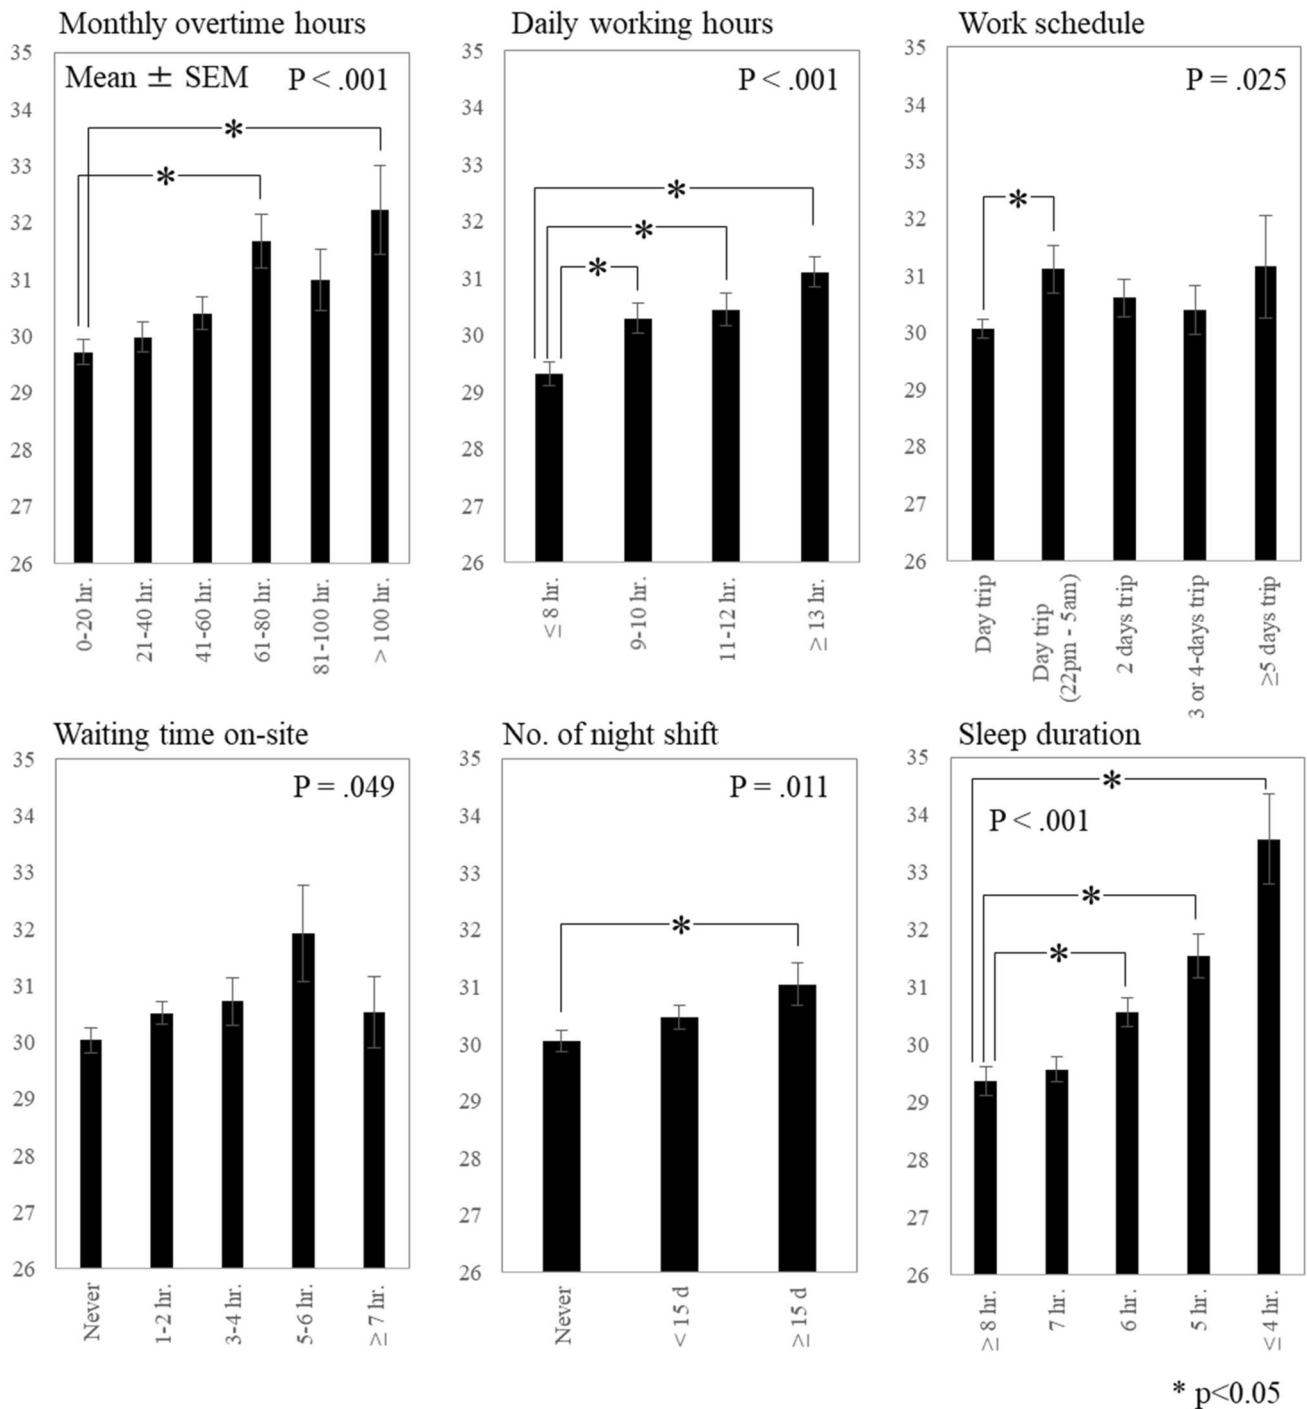 Monthly overtime hours
Mean ± SEM P < .001
35
34
33
32
31
30
29
28
27
26
*
*
0-20 hr.
21-40 hr.
41-60 hr.
61-80 hr.
81-100 hr.
> 100 hr.
Daily working hours
P < .001
35
34
33
32
31
30
29
28
27
26
*
*
*
≤ 8 hr.
9-10 hr.
11-12 hr.
≥ 13 hr.
Work schedule
P = .025
35
34
33
32
31
30
29
28
27
26
*
Day trip
Day trip
(22pm - 5am)
2 days trip
3 or 4-days trip
≥5 days trip
Waiting time on-site
P = .049
35
34
33
32
31
30
29
28
27
26
Never
1-2 hr.
3-4 hr.
5-6 hr.
≥ 7 hr.
No. of night shift
P = .011
35
34
33
32
31
30
29
28
27
26
*
Never
< 15 d
≥ 15 d
Sleep duration
P < .001
35
34
33
32
31
30
29
28
27
26
*
*
*
≥ 8 hr.
7 hr.
6 hr.
5 hr.
≤ 4 hr.
* p<0.05